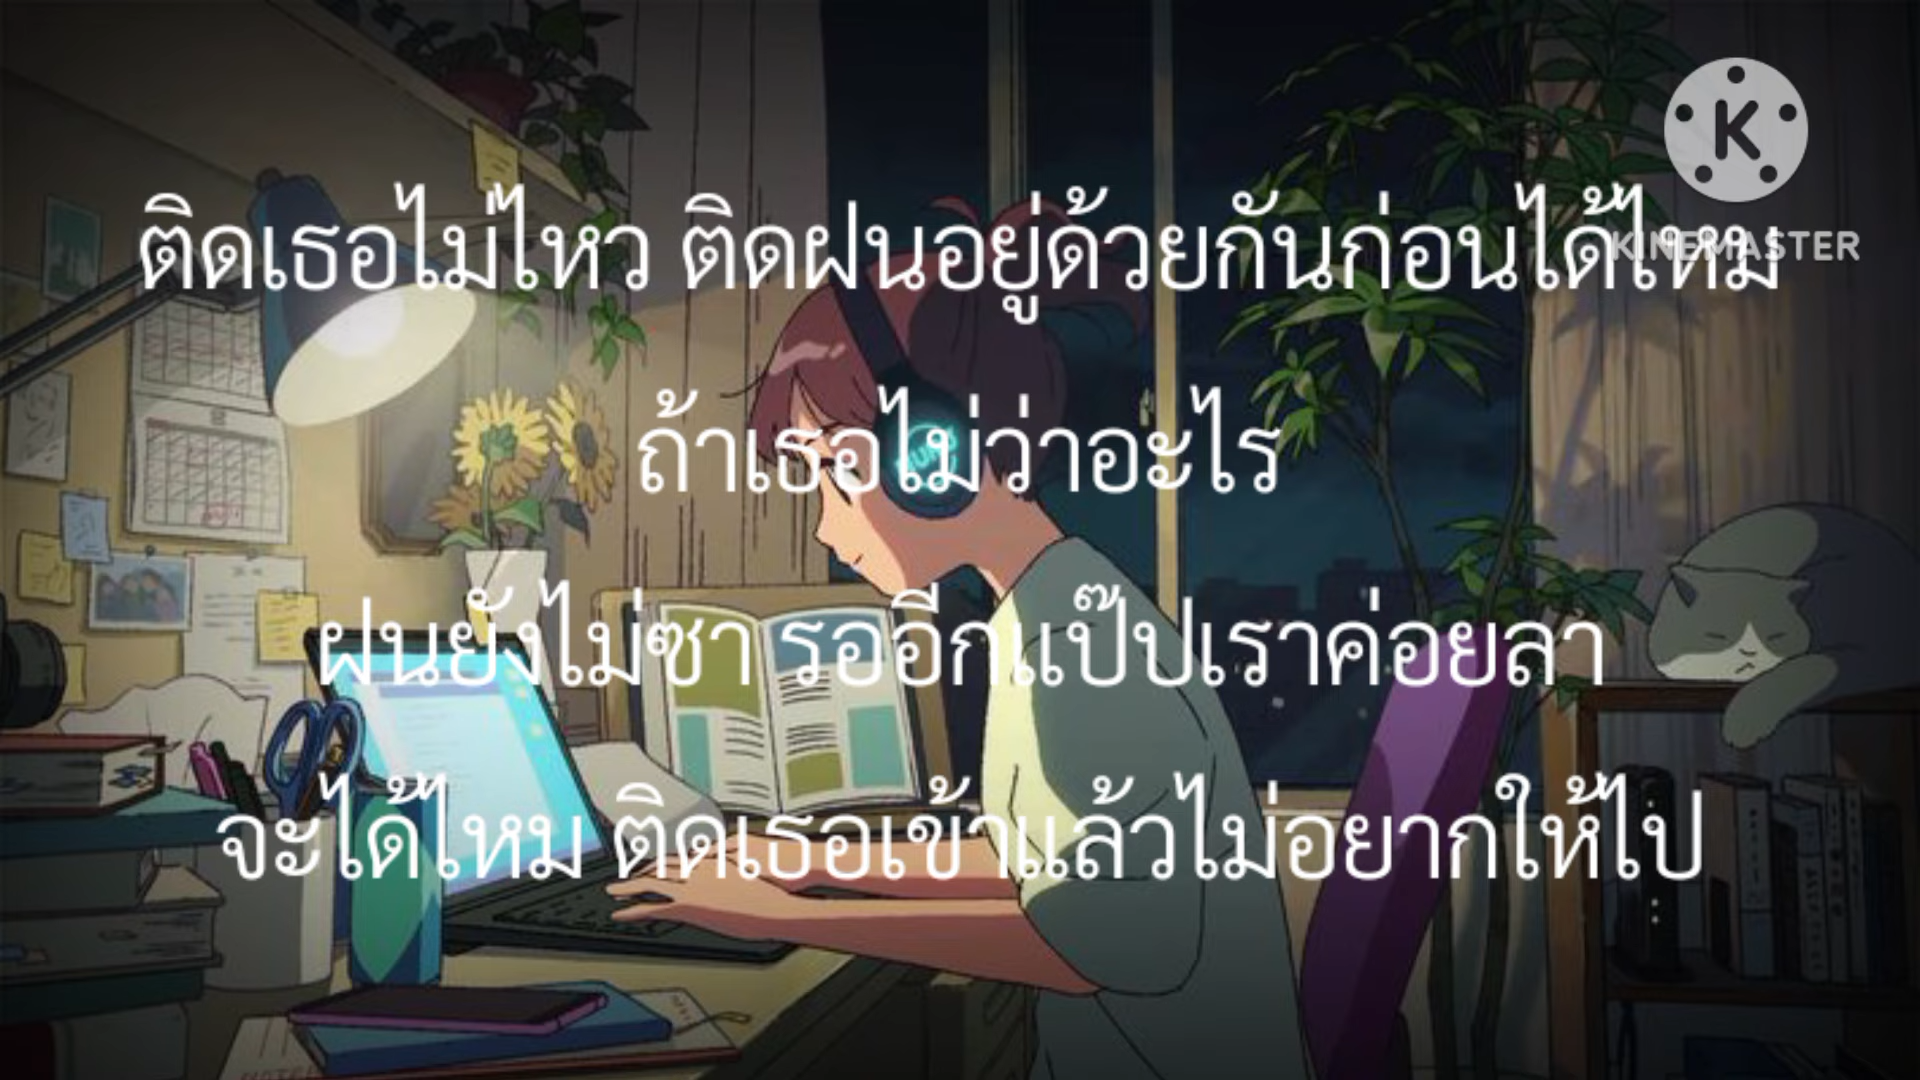 K
KINEMASTER
ติดเธอไม่ไหว ติดฝนอยู่ด้วยกันก่อนได้ไหม
ถ้าเธอไม่ว่าอะไร
ฝนยังไม่ซา รออีกแป๊ปเราค่อยลา
จะได้ไหม ติดเธอเข้าแล้วไม่อยากให้ไป